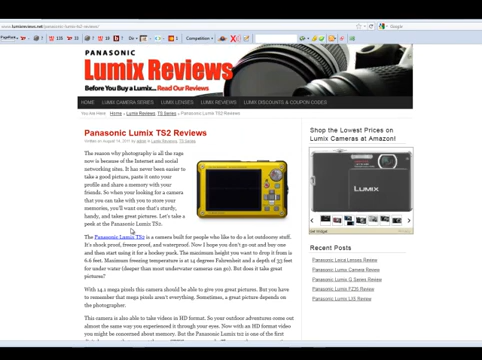 www.lumixreviews.net/panasonic-lumix-ts2-reviews/
Google
Competition
PANASONIC
Lumix Reviews
Before You Buy a Lumix... Read Our Reviews
HOME LUMIX CAMERA SERIES LUMIX LENSES LUMIX REVIEWS LUMIX DISCOUNTS & COUPON CODES
You are here: Home › Lumix Reviews › TS Series › Panasonic Lumix TS2 Reviews
Panasonic Lumix TS2 Reviews
The reason why photography is all the rage
now is because of the Internet and social
networking sites. It has never been easier to
take a good picture, paste it onto your
profile and share a memory with your
friends. So when your looking for a camera
that you can take with you to store your
memories, you'll want one that's sturdy,
handy, and takes great pictures. Let's take a
peek at the Panasonic Lumix TS2.
The Panasonic Lumix TS2 is a camera built for people who like to do a lot outdoorsy stuff.
It's shock proof, freeze proof, and waterproof. Now I hope you don't go out and buy one
and then start using it for a hockey puck. The maximum height you want to drop it from is
6.6 feet. Maximum freezing temperature is at 14 degrees Fahrenheit and a depth of 33 feet
for under water (deeper than most underwater cameras can go). But does it take great
pictures?
With 14.1 mega pixels this camera should be able to give you great pictures. But you have
to remember that mega pixels aren't everything. Sometimes, a great picture depends on
the photographer.
This camera is also able to takes videos in HD format. So your outdoor adventures come out
almost the same way you experienced it through your eyes. Now with an HD video format
you might be concerned about memory. But the Panasonic ts2 is one of the first
Shop the Lowest Prices on
Lumix Cameras at Amazon!
LUMIX
Recent Posts
Panasonic Leica Lenses Review
Panasonic Lumix Camera Review
Panasonic Lumix G Series Review
Panasonic Lumix FZ35 Review
Panasonic Lumix LX5 Review